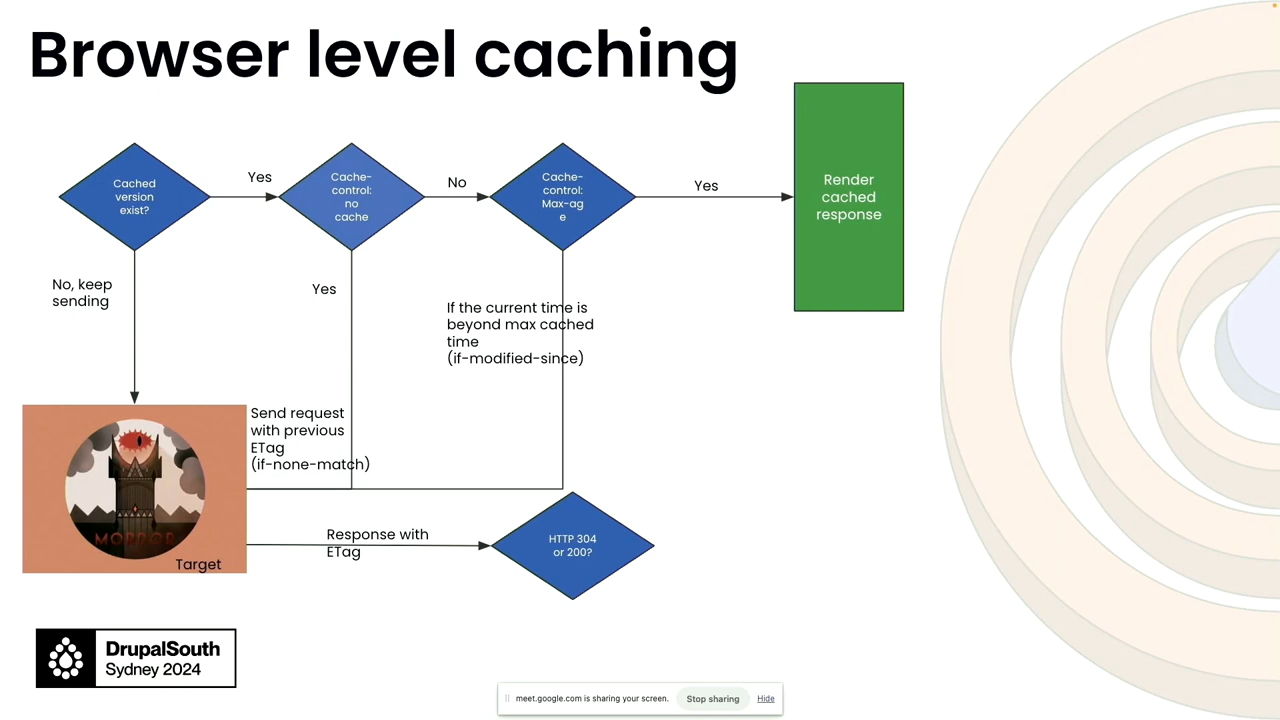 Browser level caching
Cached
version
exist?
Yes
Cache-
control:
no
cache
No
Cache-
control:
Max-ag
e
Yes
Render
cached
response
No, keep
sending
Yes
If the current time is
beyond max cached
time
(if-modified-since)
Send request
with previous
ETag
(if-none-match)
MORDOR
Target
Response with
ETag
HTTP 304
or 200?
DrupalSouth
Sydney 2024
meet.google.com is sharing your screen.
Stop sharing
Hide